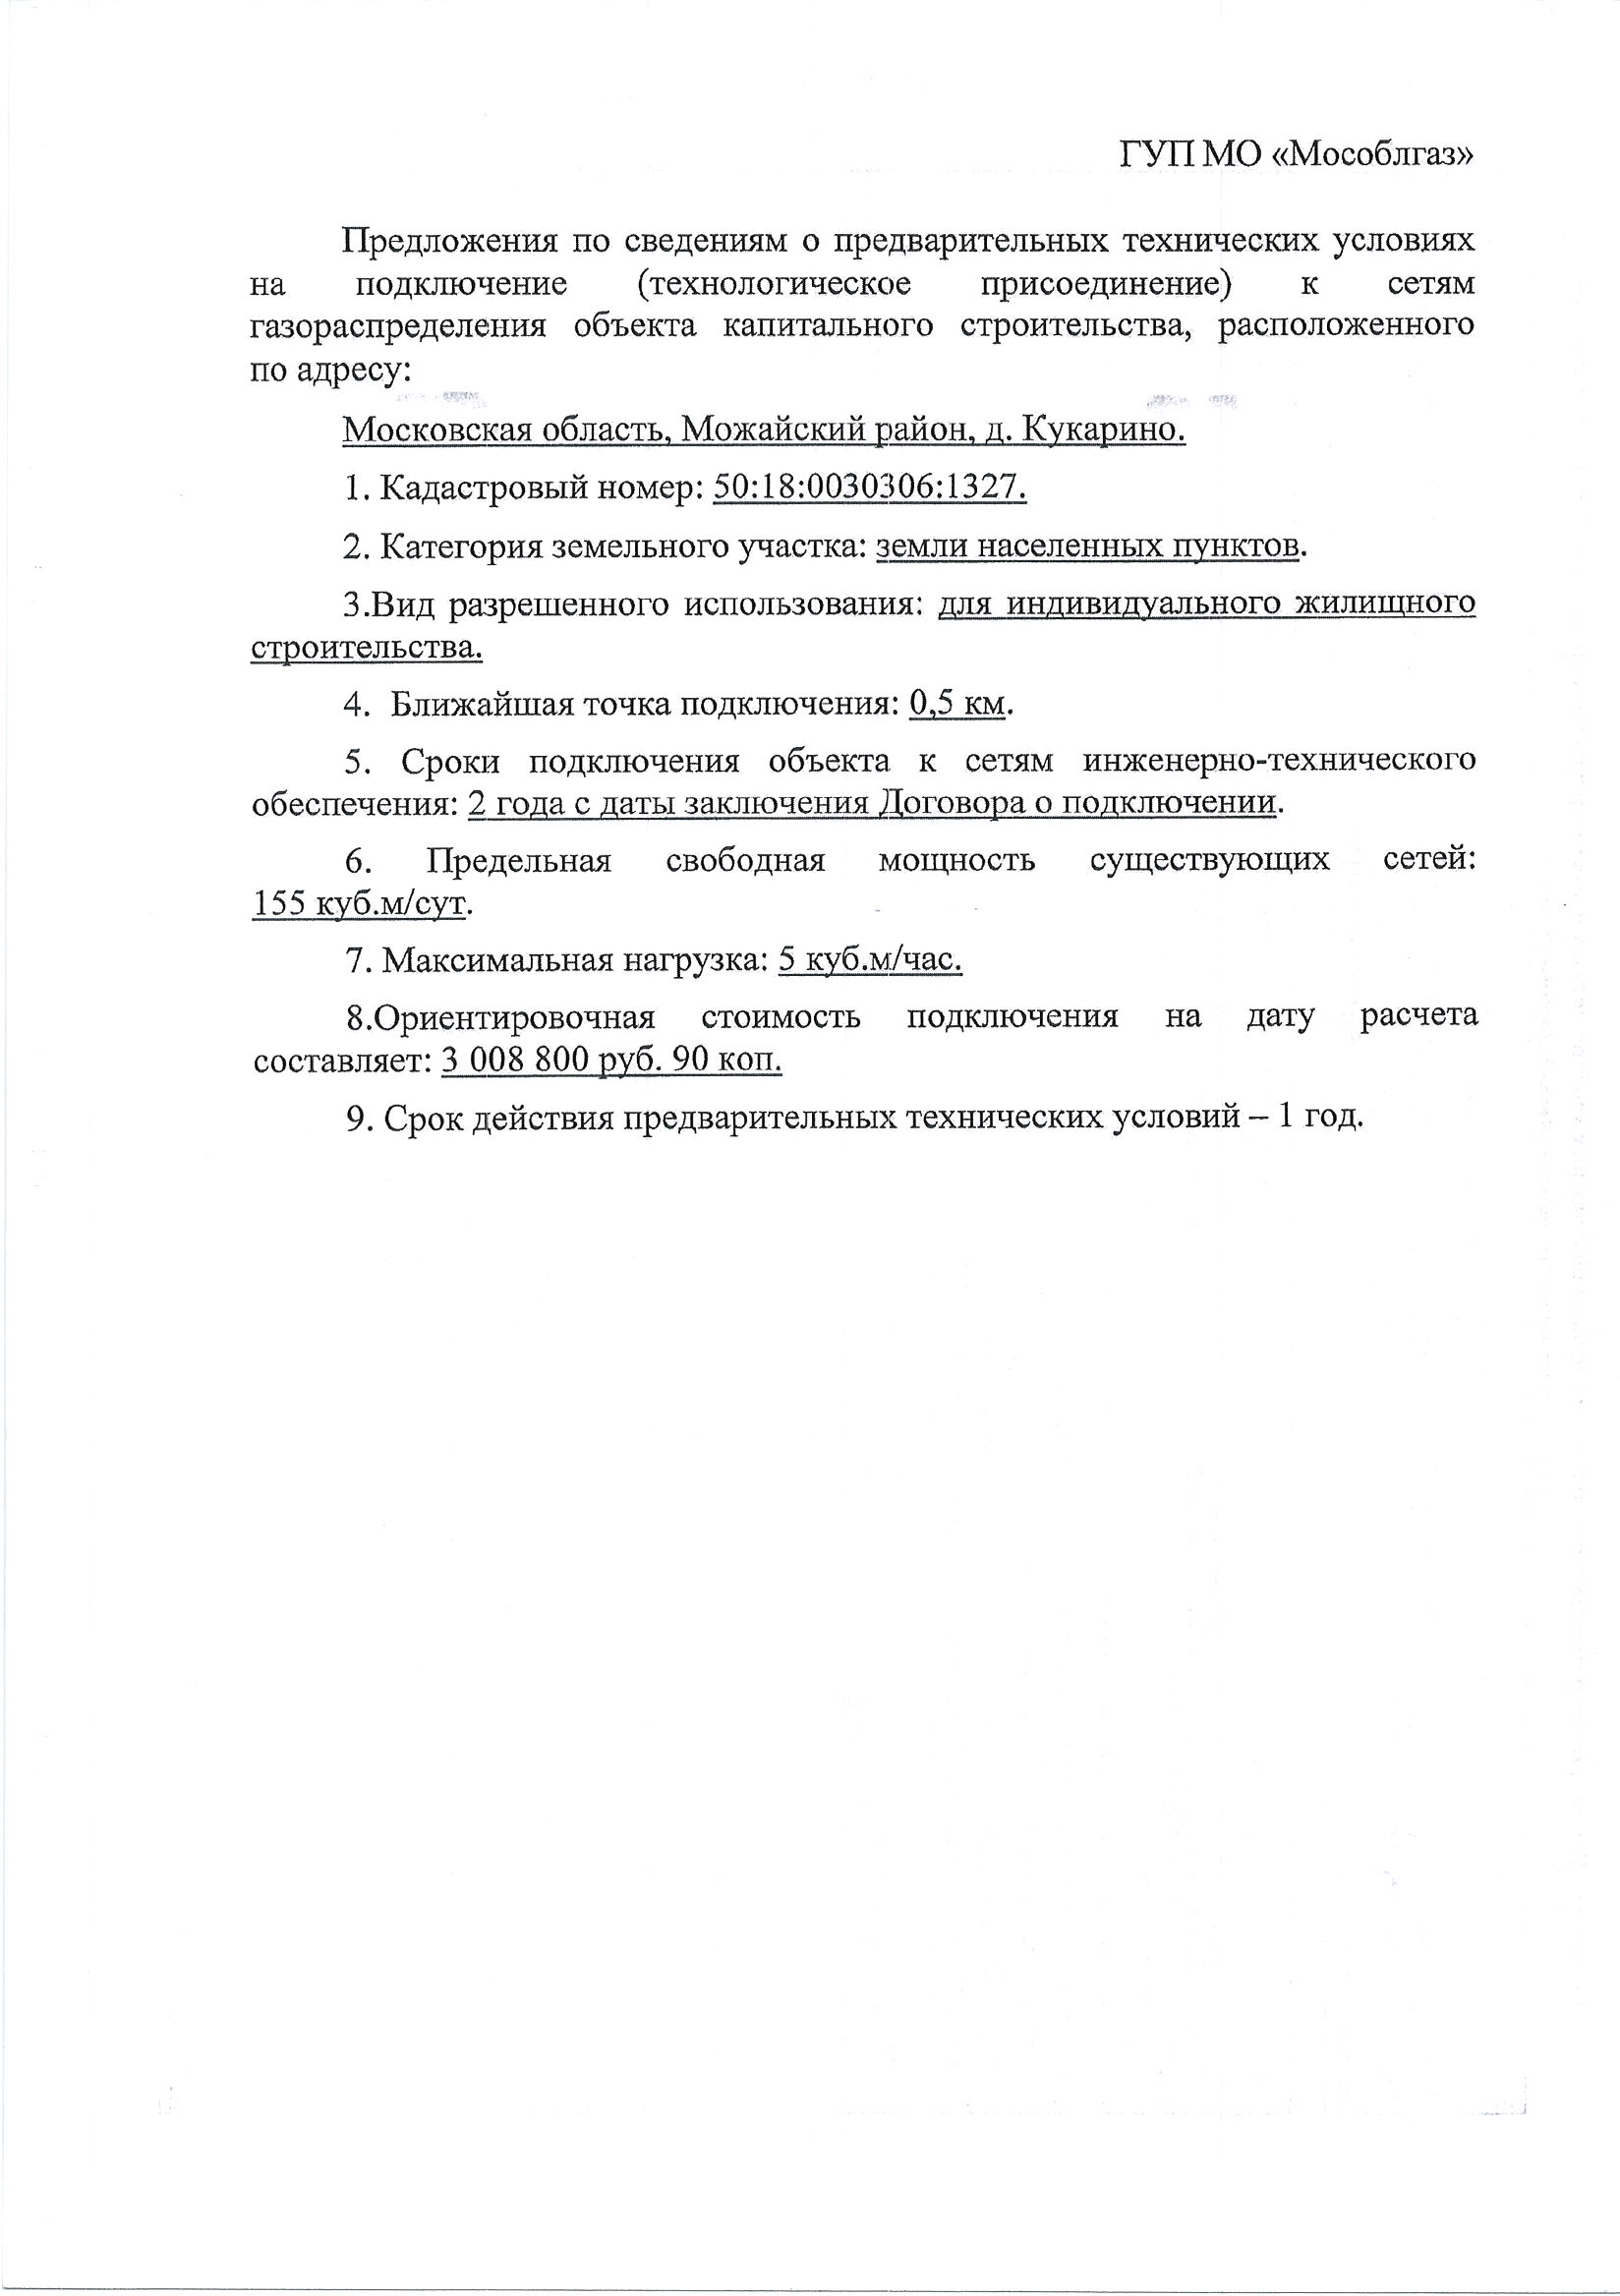 ГУП МО «Мособлгаз»
Предложения по сведениям о предварительных технических условиях
на подключение (технологическое присоединение) к сетям
газораспределения объекта капитального строительства, расположенного
по адресу:
Московская область, Можайский район, д. Кукарино.
1. Кадастровый номер: 50:18:0030306:1327.
2. Категория земельного участка: земли населенных пунктов.
3.Вид разрешенного использования: для индивидуального жилищного
строительства.
4. Ближайшая точка подключения: 0,5 км.
5. Сроки подключения объекта к сетям инженерно-технического
обеспечения: 2 года с даты заключения Договора о подключении.
6. Предельная свободная мощность существующих сетей:
155 куб.м/сут.
7. Максимальная нагрузка: 5 куб.м/час.
8.Ориентировочная стоимость подключения на дату расчета
составляет: 3 008 800 руб. 90 коп.
9. Срок действия предварительных технических условий – 1 год.